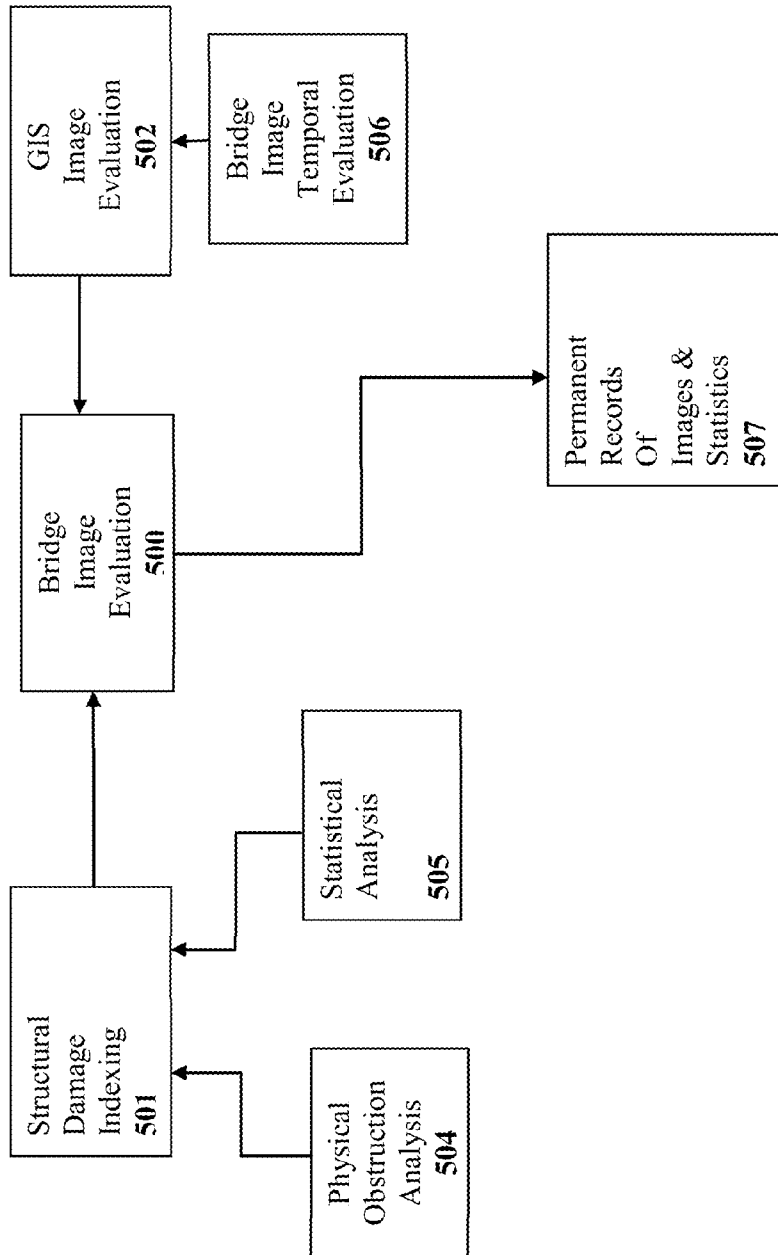 Structural
Damage
Indexing
501
Bridge
Image
Evaluation
500
GIS
Image
Evaluation
502
Physical
Obstruction
Analysis
504
Statistical
Analysis
505
Bridge
Image
Temporal
Evaluation
506
Permanent
Records
Of
Images &
Statistics
507